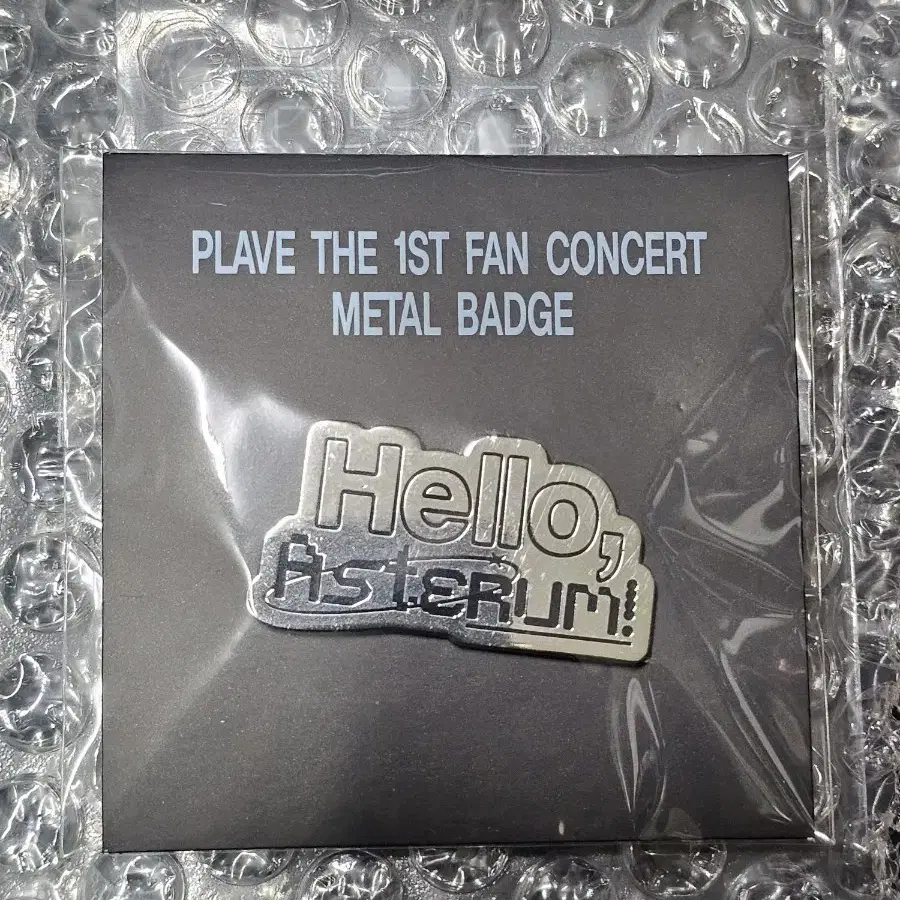 PLAVE THE 1ST FAN CONCERT
METAL BADGE
Hello,
Asterum!